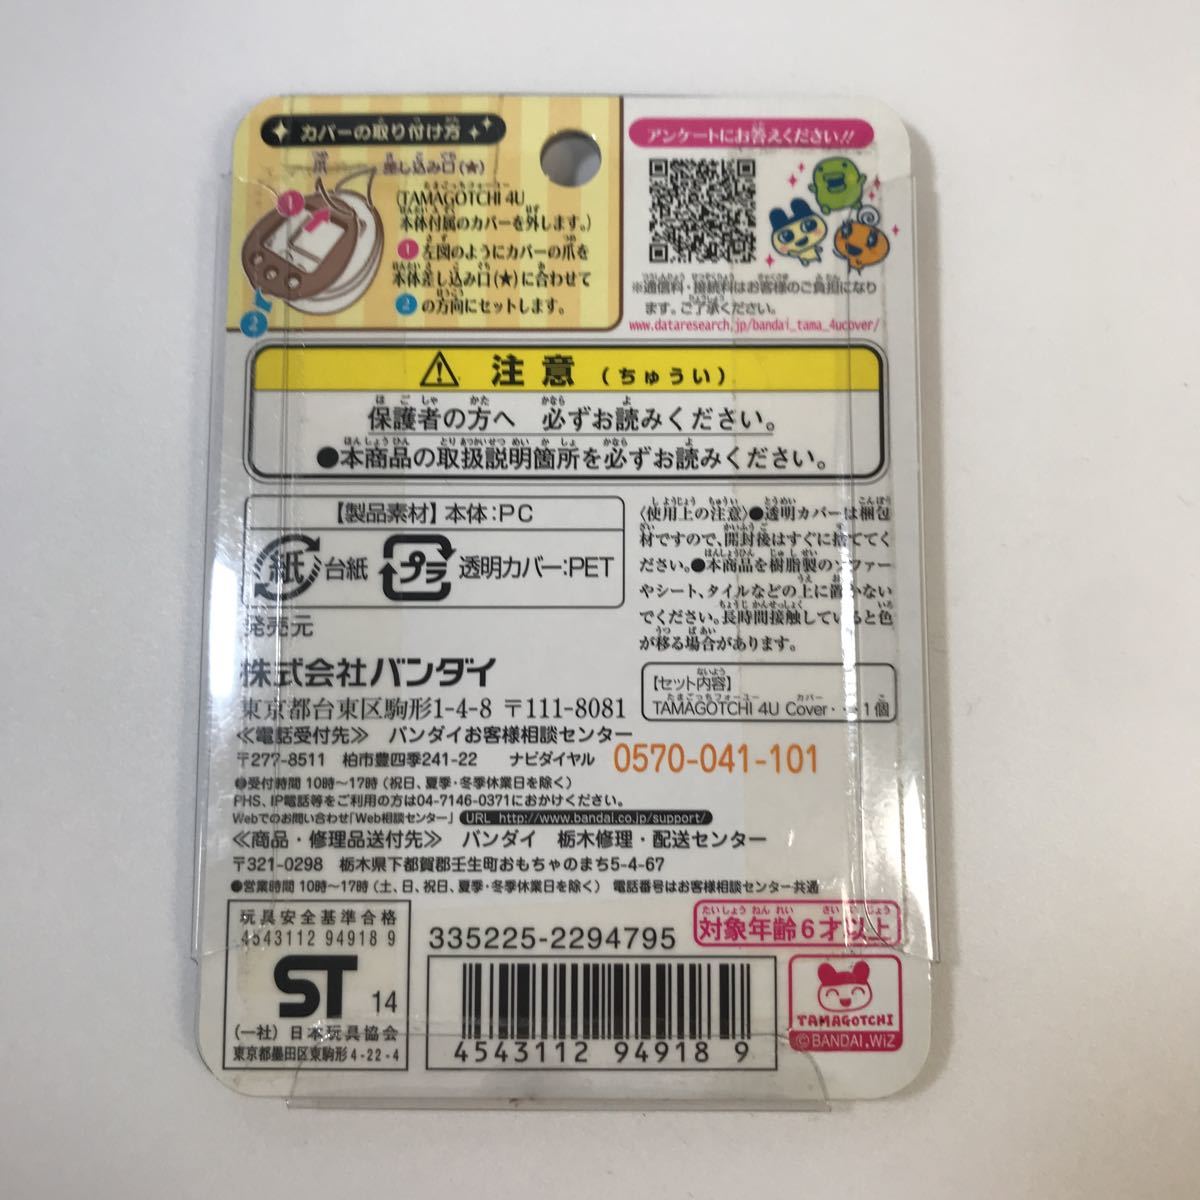 カバーの取り付け方
爪 差し込み口(★)
(TAMAGOTCHI 4U
本体付属のカバーを外します。)
1 左図のようにカバーの爪を
本体差し込み口(★)に合わせて
2 の方向にセットします。
1
2
アンケートにお答えください!!
※通信料・接続料はお客様のご負担になり
ます。ご了承ください。
www.dataresearch.jp/bandai_tama_4ucover/
注意 (ちゅうい)
保護者の方へ 必ずお読みください。
●本商品の取扱説明箇所を必ずお読みください。
【製品素材】本体:PC
紙 台紙 プラ 透明カバー:PET
〈使用上の注意〉●透明カバーは梱包
材ですので、開封後はすぐに捨ててく
ださい。●本商品を樹脂製のソファー
やシート、タイルなどの上に置かない
でください。長時間接触していると色
が移る場合があります。
発売元
株式会社バンダイ
東京都台東区駒形1-4-8 〒111-8081
【セット内容】
TAMAGOTCHI 4U Cover・・・1個
≪電話受付先≫ バンダイお客様相談センター
〒277-8511 柏市豊四季241-22 ナビダイヤル 0570-041-101
●受付時間 10時〜17時 (祝日、夏季・冬季休業日を除く)
PHS、IP電話等をご利用の方は04-7146-0371におかけください。
Webでのお問い合わせ「Web相談センター」 URL http://www.bandai.co.jp/support/
≪商品・修理品送付先≫ バンダイ 栃木修理・配送センター
〒321-0298 栃木県下都賀郡壬生町おもちゃのまち5-4-67
●営業時間 10時〜17時 (土、日、祝日、夏季・冬季休業日を除く) 電話番号はお客様相談センター共通
玩具安全基準合格
4543112 94918 9
ST 14
(一社) 日本玩具協会
東京都墨田区東駒形4-22-4
335225-2294795
対象年齢6才以上
4543112 949189
TAMAGOTCHI
©BANDAI,WiZ